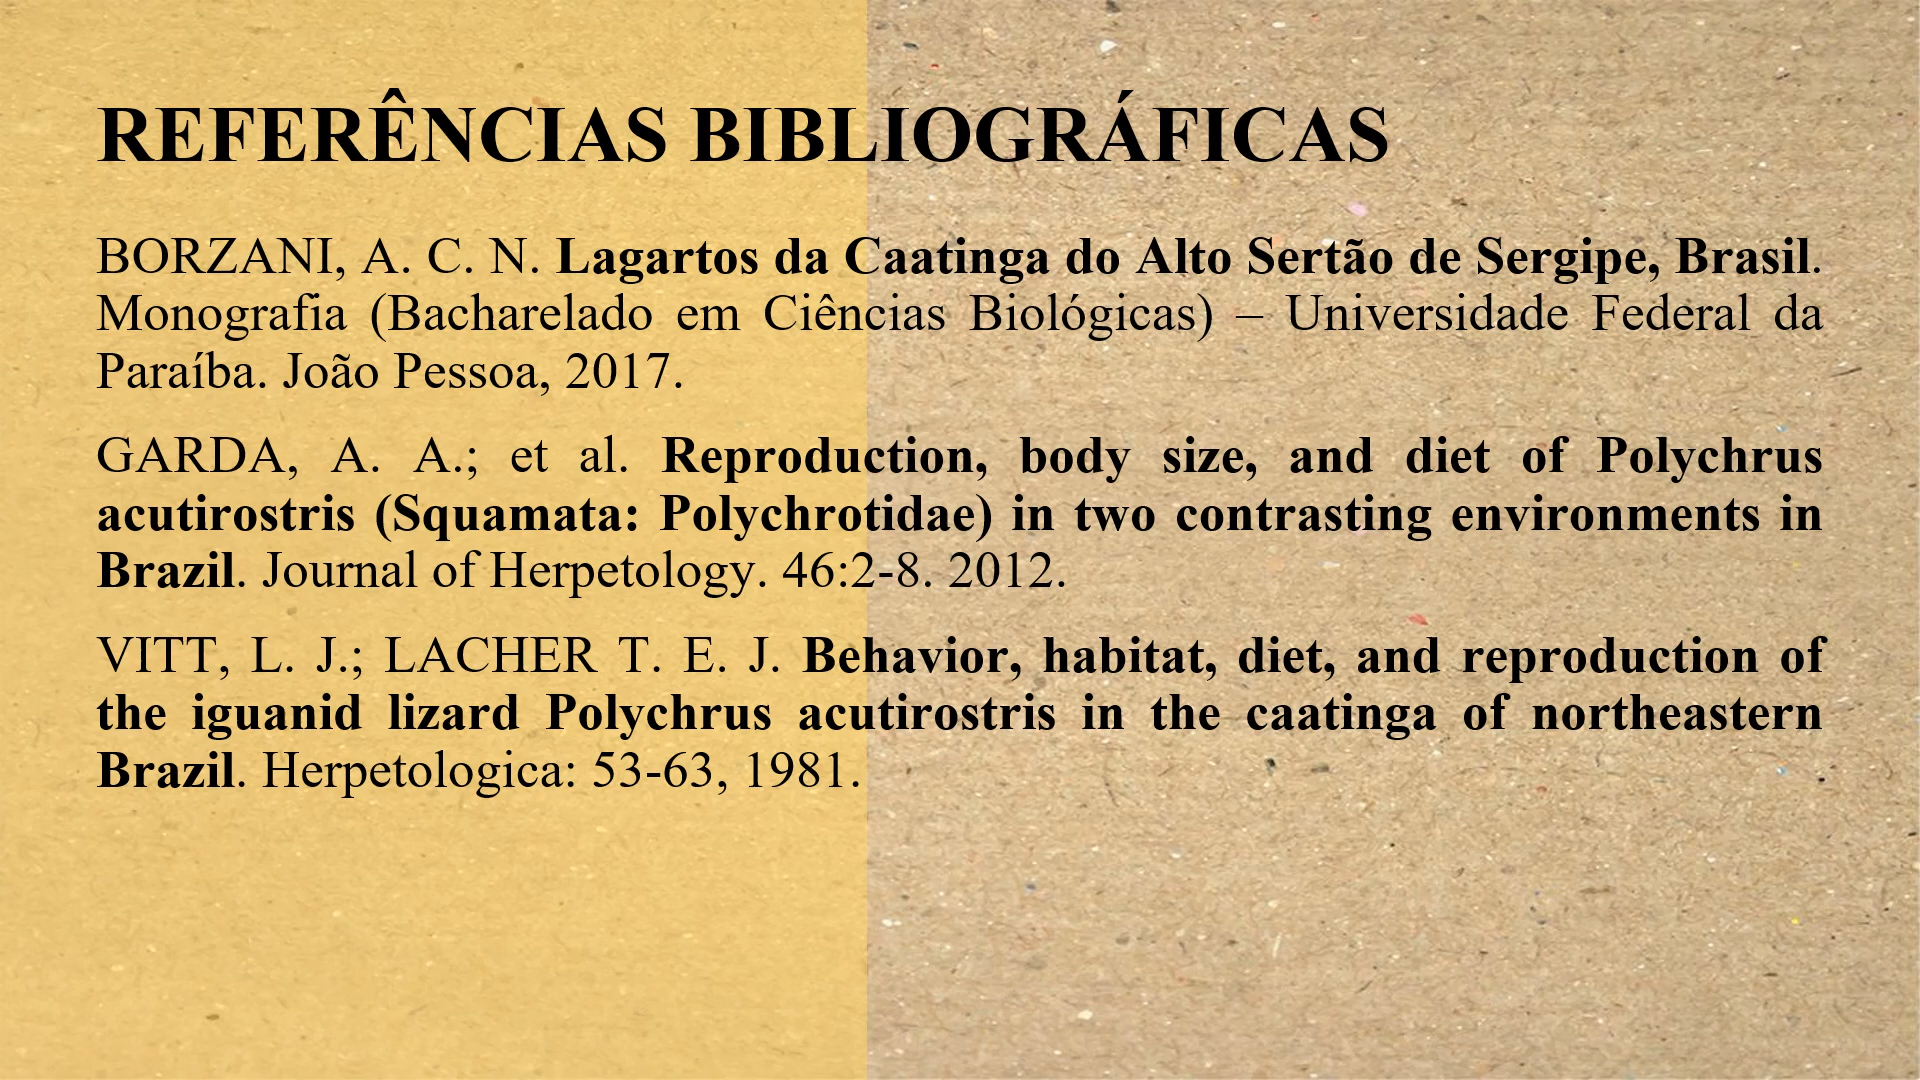 REFERÊNCIAS BIBLIOGRÁFICAS
BORZANI, A. C. N. Lagartos da Caatinga do Alto Sertão de Sergipe, Brasil.
Monografia (Bacharelado em Ciências Biológicas) – Universidade Federal da
Paraíba. João Pessoa, 2017.
GARDA, A. A.; et al. Reproduction, body size, and diet of Polychrus
acutirostris (Squamata: Polychrotidae) in two contrasting environments in
Brazil. Journal of Herpetology. 46:2-8. 2012.
VITT, L. J.; LACHER T. E. J. Behavior, habitat, diet, and reproduction of
the iguanid lizard Polychrus acutirostris in the caatinga of northeastern
Brazil. Herpetologica: 53-63, 1981.